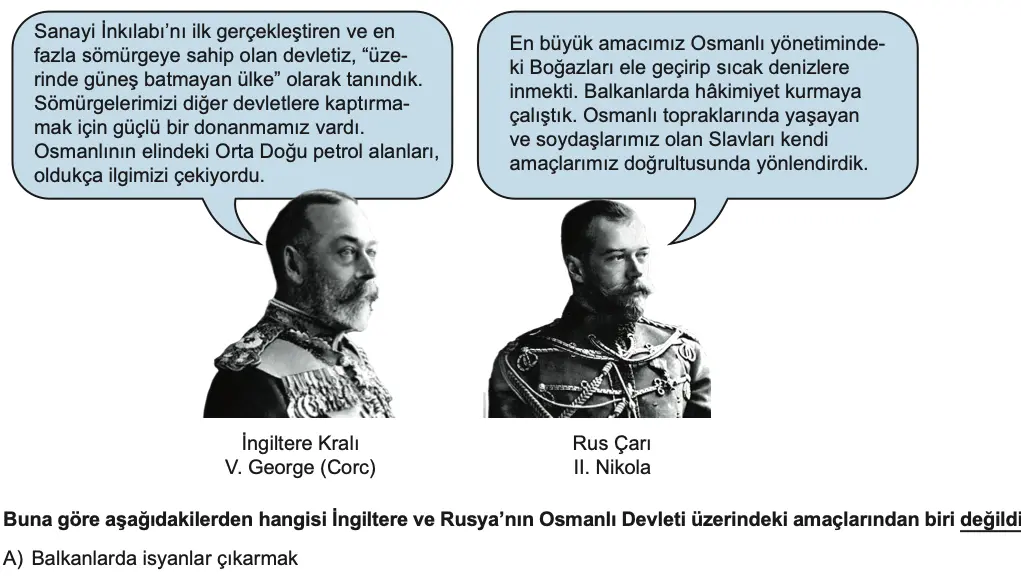 Sanayi İnkılabı’nı ilk gerçekleştiren ve en
fazla sömürgeye sahip olan devletiz, “üze-
rinde güneş batmayan ülke” olarak tanındık.
Sömürgelerimizi diğer devletlere kaptırma-
mak için güçlü bir donanmamız vardı.
Osmanlının elindeki Orta Doğu petrol alanları,
oldukça ilgimizi çekiyordu.
En büyük amacımız Osmanlı yönetiminde-
ki Boğazları ele geçirip sıcak denizlere
inmekti. Balkanlarda hâkimiyet kurmaya
çalıştık. Osmanlı topraklarında yaşayan
ve soydaşlarımız olan Slavları kendi
amaçlarımız doğrultusunda yönlendirdik.
İngiltere Kralı
V. George (Corc)
Rus Çarı
II. Nikola
Buna göre aşağıdakilerden hangisi İngiltere ve Rusya’nın Osmanlı Devleti üzerindeki amaçlarından biri değildi
A) Balkanlarda isyanlar çıkarmak